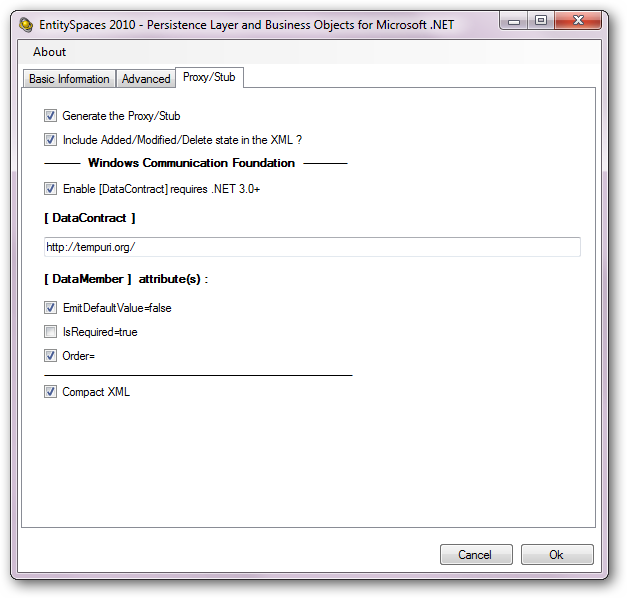 EntitySpaces 2010 - Persistence Layer and Business Objects for Microsoft .NET
About
Basic Information Advanced Proxy/Stub
Generate the Proxy/Stub
Include Added/Modified/Delete state in the XML ?
Windows Communication Foundation
Enable [DataContract] requires .NET 3.0+
[ DataContract ]
http://tempuri.org/
[ DataMember ] attribute(s) :
EmitDefaultValue=false
IsRequired=true
Order=
Compact XML
Cancel Ok